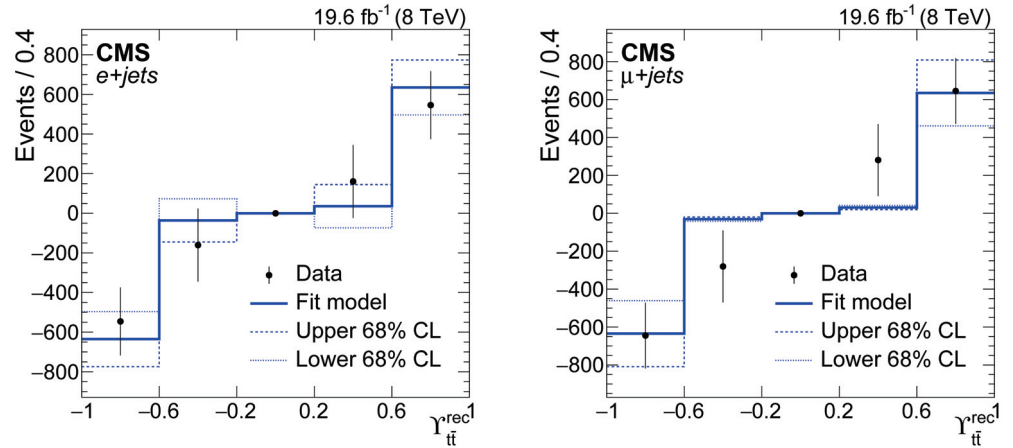 19.6 fb⁻¹ (8 TeV)
CMS
e+jets
Events / 0.4
800
600
400
200
0
−200
−400
−600
−800
Data
Fit model
Upper 68% CL
Lower 68% CL
−1 −0.6 −0.2 0.2 0.6 1
ϒ rec tt̄
19.6 fb⁻¹ (8 TeV)
CMS
μ+jets
Events / 0.4
800
600
400
200
0
−200
−400
−600
−800
Data
Fit model
Upper 68% CL
Lower 68% CL
−1 −0.6 −0.2 0.2 0.6 1
ϒ rec tt̄